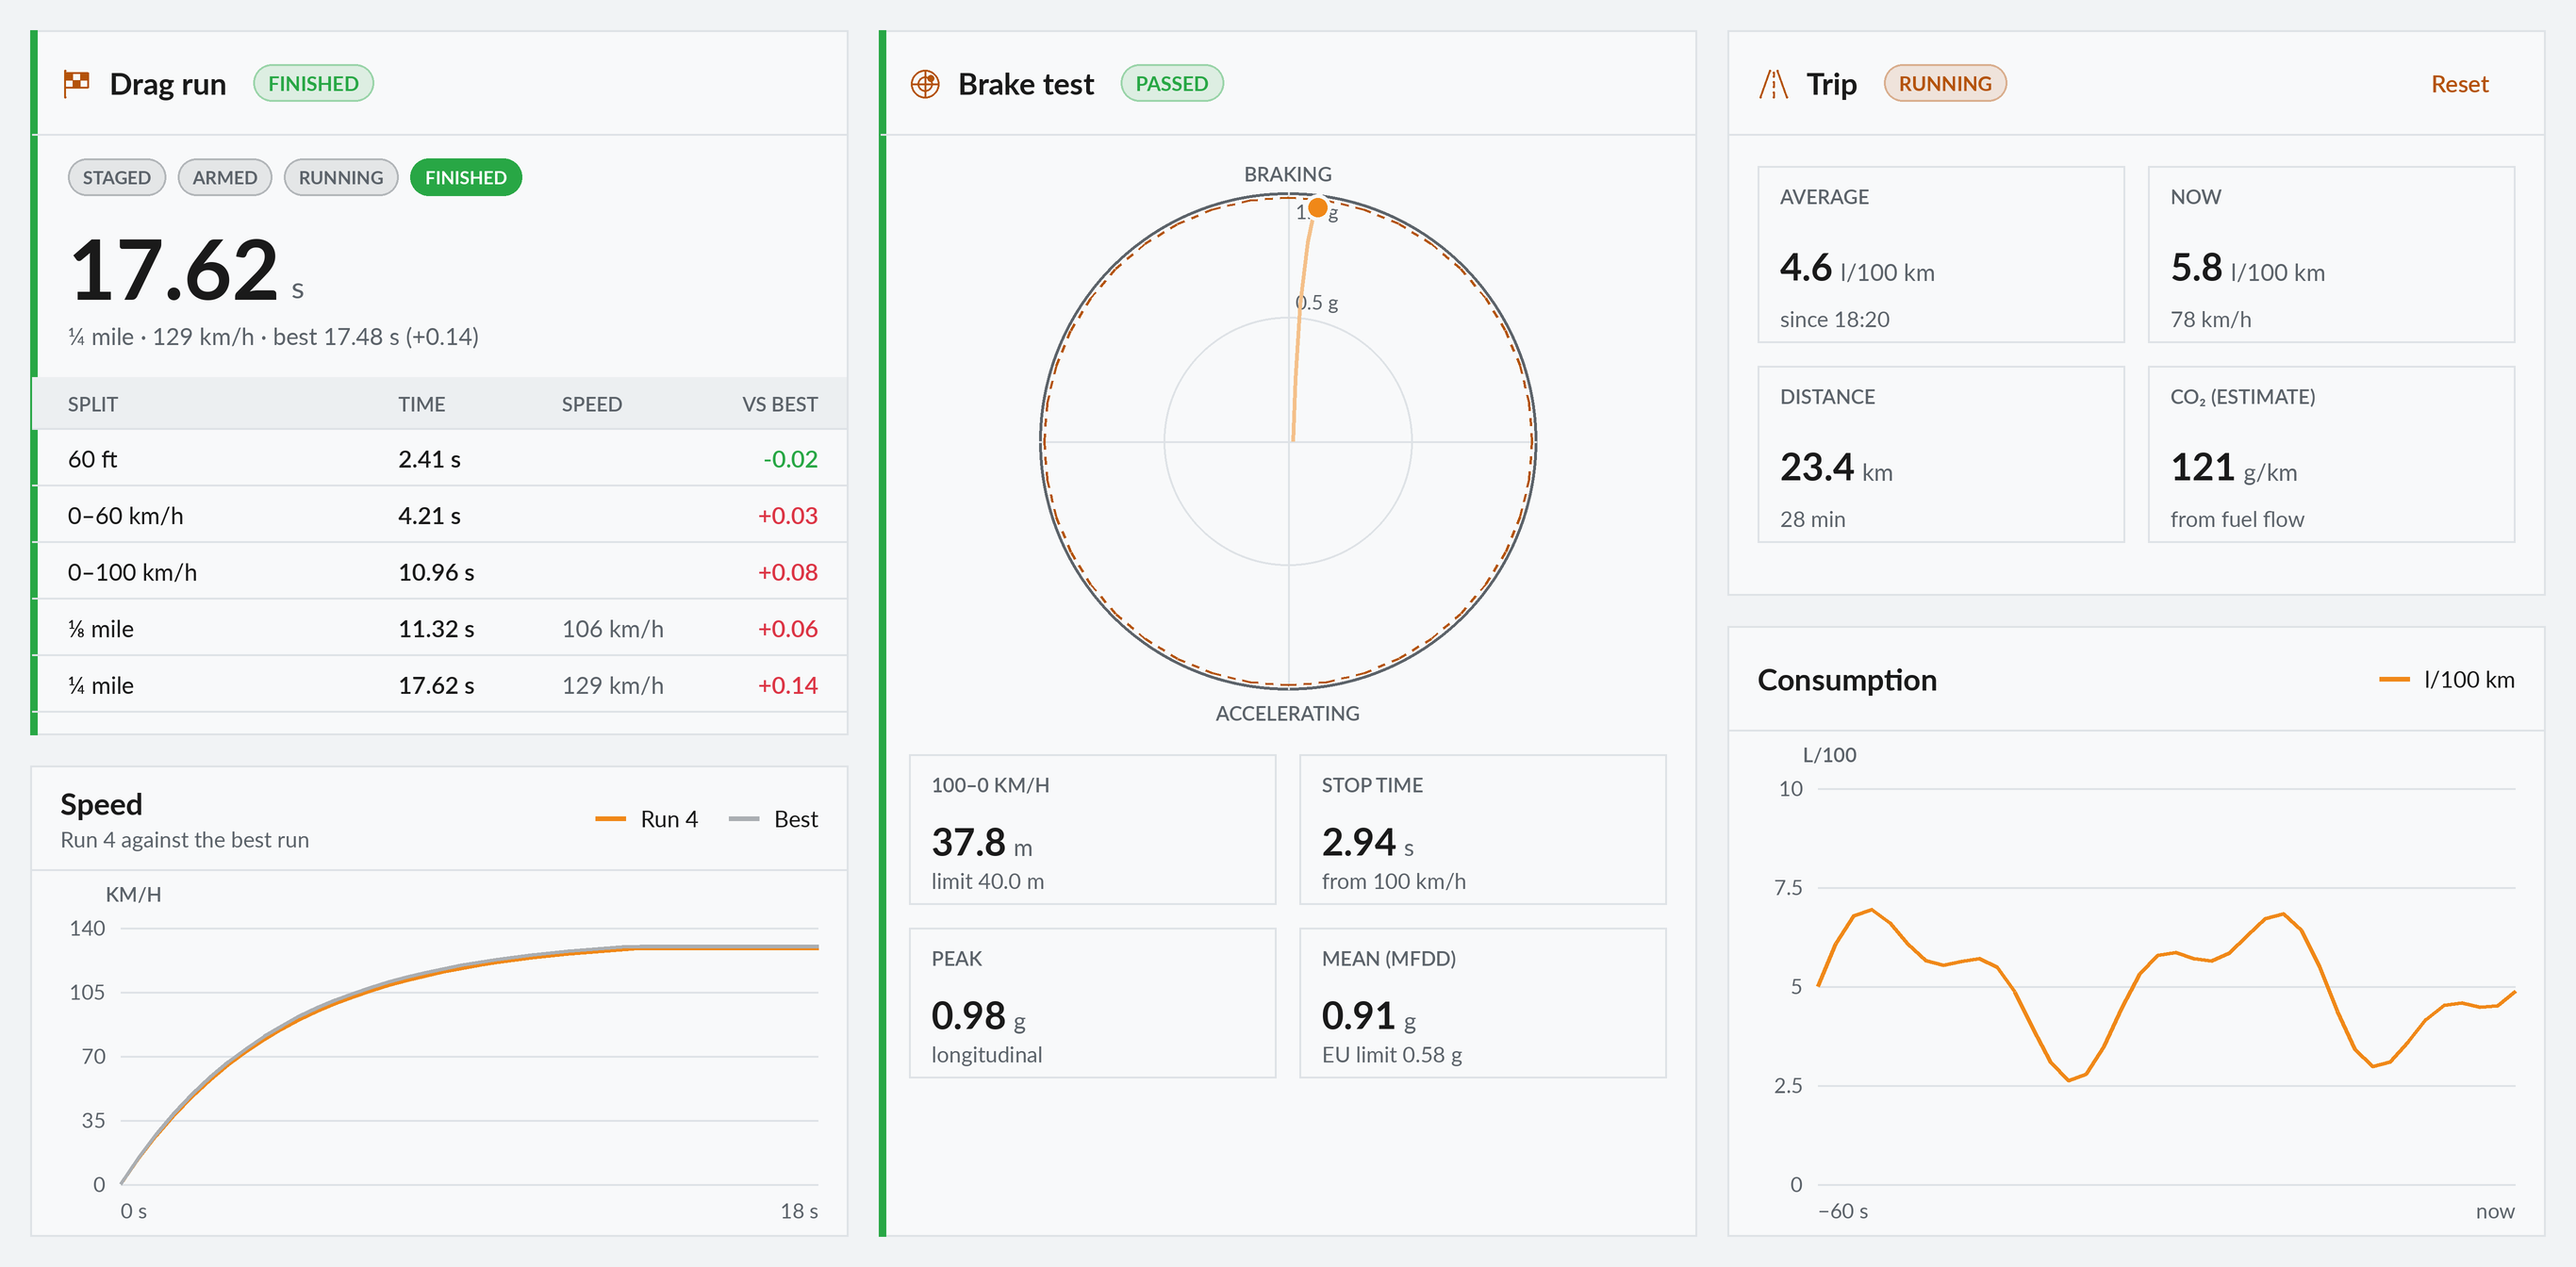 Drag run FINISHED
STAGED ARMED RUNNING FINISHED
17.62 s
¼ mile · 129 km/h · best 17.48 s (+0.14)
SPLIT TIME SPEED VS BEST
60 ft 2.41 s -0.02
0–60 km/h 4.21 s +0.03
0–100 km/h 10.96 s +0.08
⅛ mile 11.32 s 106 km/h +0.06
¼ mile 17.62 s 129 km/h +0.14
Speed
Run 4 against the best run
Run 4 Best
KM/H
140
105
70
35
0
0 s 18 s
Brake test PASSED
BRAKING
g
0.5 g
ACCELERATING
100–0 KM/H
37.8 m
limit 40.0 m
STOP TIME
2.94 s
from 100 km/h
PEAK
0.98 g
longitudinal
MEAN (MFDD)
0.91 g
EU limit 0.58 g
Trip RUNNING Reset
AVERAGE
4.6 l/100 km
since 18:20
NOW
5.8 l/100 km
78 km/h
DISTANCE
23.4 km
28 min
CO₂ (ESTIMATE)
121 g/km
from fuel flow
Consumption l/100 km
L/100
10
7.5
5
2.5
0
−60 s now